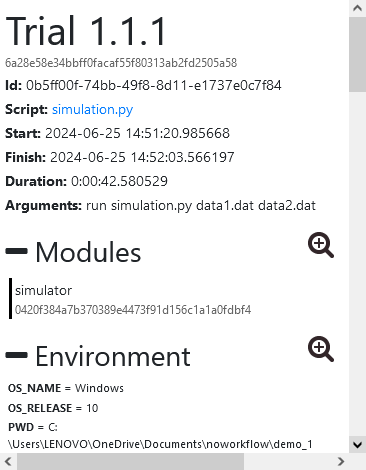 Trial 1.1.1
6a28e58e34bbff0facaf55f80313ab2fd2505a58
Id: 0b5ff00f-74bb-49f8-8d11-e1737e0c7f84
Script: simulation.py
Start: 2024-06-25 14:51:20.985668
Finish: 2024-06-25 14:52:03.566197
Duration: 0:00:42.580529
Arguments: run simulation.py data1.dat data2.dat
Modules
simulator
0420f384a7b370389e4473f91d156c1a1a0fdbf4
Environment
OS_NAME = Windows
OS_RELEASE = 10
PWD = C:
\Users\LENOVO\OneDrive\Documents\noworkflow\demo_1